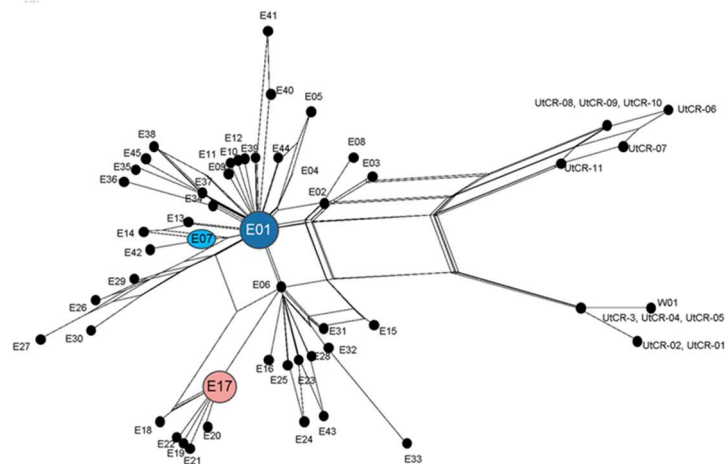 E41
E40
E05
UtCR-08, UtCR-09, UtCR-10
UtCR-06
UtCR-07
UtCR-11
E38
E45
E35
E36
E12
E11
E10
E09
E39
E44
E04
E08
E03
E02
E37
E34
E01
E13
E14
E07
E42
E29
E26
E27
E30
E06
E31
E15
W01
UtCR-3, UtCR-04, UtCR-05
UtCR-02, UtCR-01
E32
E28
E16
E25
E23
E17
E18
E20
E22
E19
E21
E24
E43
E33